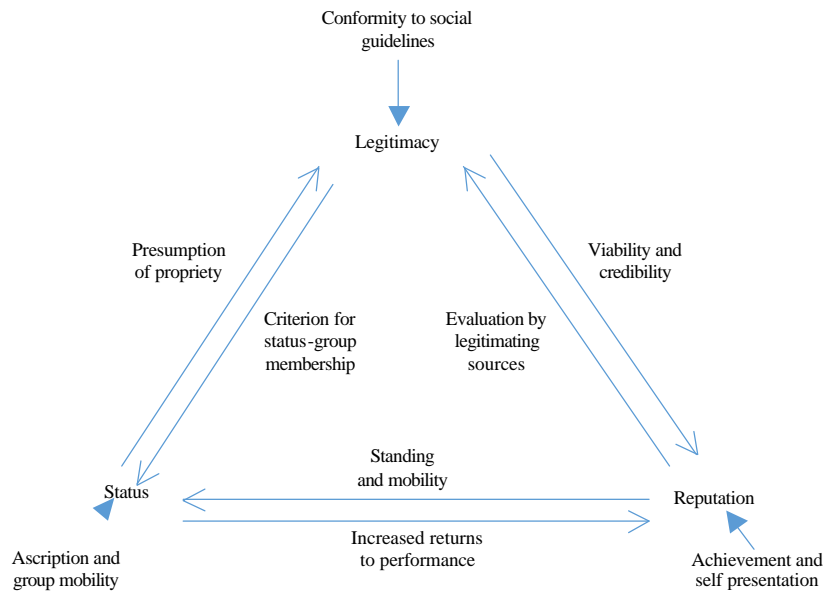 Conformity to social
guidelines
Legitimacy
Presumption
of propriety
Viability and
credibility
Criterion for
status-group
membership
Evaluation by
legitimating
sources
Standing
and mobility
Status
Reputation
Increased returns
to performance
Ascription and
group mobility
Achievement and
self presentation